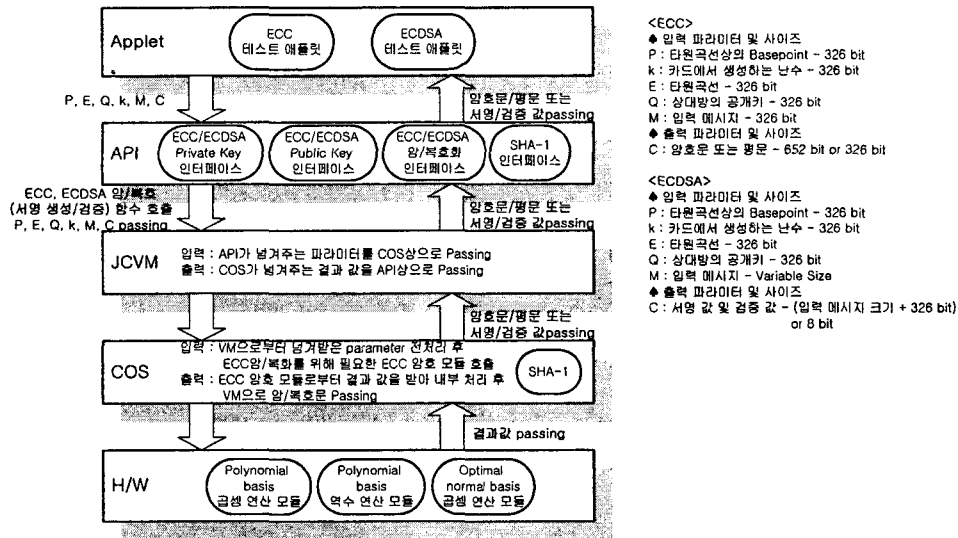 Applet
ECC
테스트 애플릿
ECDSA
테스트 애플릿
P, E, Q, k, M, C
암호문/평문 또는
서명/검증 값passing
API
ECC/ECDSA
Private Key
인터페이스
ECC/ECDSA
Public Key
인터페이스
ECC/ECDSA
암/복호화
인터페이스
SHA-1
인터페이스
ECC, ECDSA 암/복호
(서명 생성/검증) 함수 호출
P, E, Q, k, M, C passing
암호문/평문 또는
서명/검증 값passing
JCVM
입력 : API가 넘겨주는 파라미터를 COS상으로 Passing
출력 : COS가 넘겨주는 결과 값을 API상으로 Passing
암호문/평문 또는
서명/검증 값passing
COS
입력 : VM으로부터 넘겨받은 parameter 전처리 후
ECC암/복화를 위해 필요한 ECC 암호 모듈 호출
출력 : ECC 암호 모듈로부터 결과 값을 받아 내부 처리 후
VM으로 암/복호문 Passing
SHA-1
결과값 passing
H/W
Polynomial
basis
곱셈 연산 모듈
Polynomial
basis
역수 연산 모듈
Optimal
normal basis
곱셈 연산 모듈
<ECC>
♠ 입력 파라미터 및 사이즈
P : 타원곡선상의 Basepoint - 326 bit
k : 카드에서 생성하는 난수 - 326 bit
E : 타원곡선 - 326 bit
Q : 상대방의 공개키 - 326 bit
M : 입력 메시지 - 326 bit
♠ 출력 파라미터 및 사이즈
C : 암호문 또는 평문 - 652 bit or 326 bit
<ECDSA>
♠ 입력 파라미터 및 사이즈
P : 타원곡선상의 Basepoint - 326 bit
k : 카드에서 생성하는 난수 - 326 bit
E : 타원곡선 - 326 bit
Q : 상대방의 공개키 - 326 bit
M : 입력 메시지 - Variable Size
♠ 출력 파라미터 및 사이즈
C : 서명 값 및 검증 값 - (입력 메시지 크기 + 326 bit)
or 8 bit